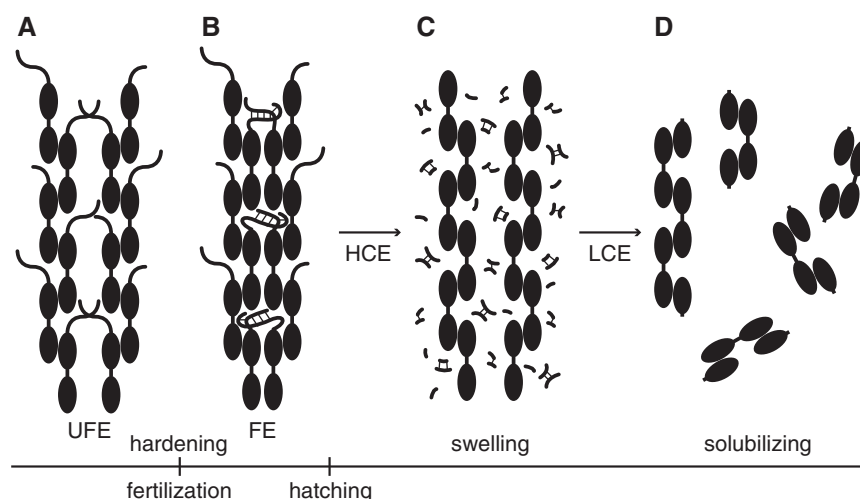 A B C D
HCE
LCE
UFE FE
hardening swelling solubilizing
fertilization hatching